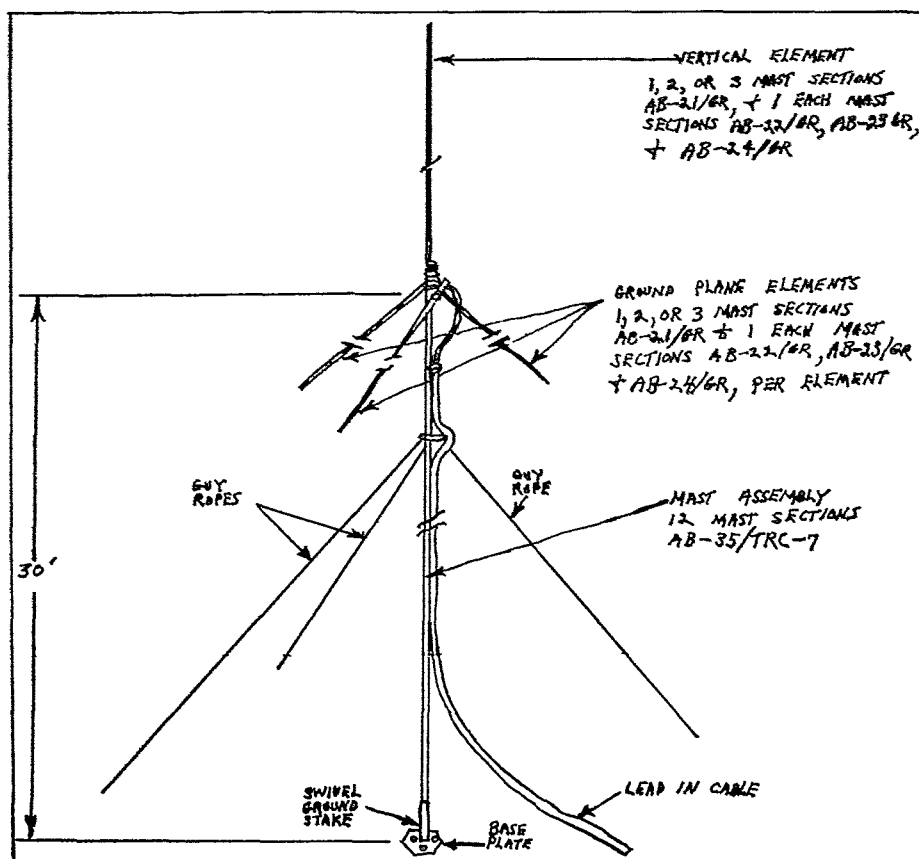 VERTICAL ELEMENT
1, 2, OR 3 MAST SECTIONS
AB-21/GR, + 1 EACH MAST
SECTIONS AB-22/GR, AB-23GR,
+ AB-24/GR
GROUND PLANE ELEMENTS
1, 2, OR 3 MAST SECTIONS
AB-21/GR + 1 EACH MAST
SECTIONS AB-22/GR, AB-23/GR
+ AB-24/GR, PER ELEMENT
GUY
ROPES
GUY
ROPE
MAST ASSEMBLY
12 MAST SECTIONS
AB-35/TRC-7
30'
SWIVEL
GROUND
STAKE
BASE
PLATE
LEAD IN CABLE